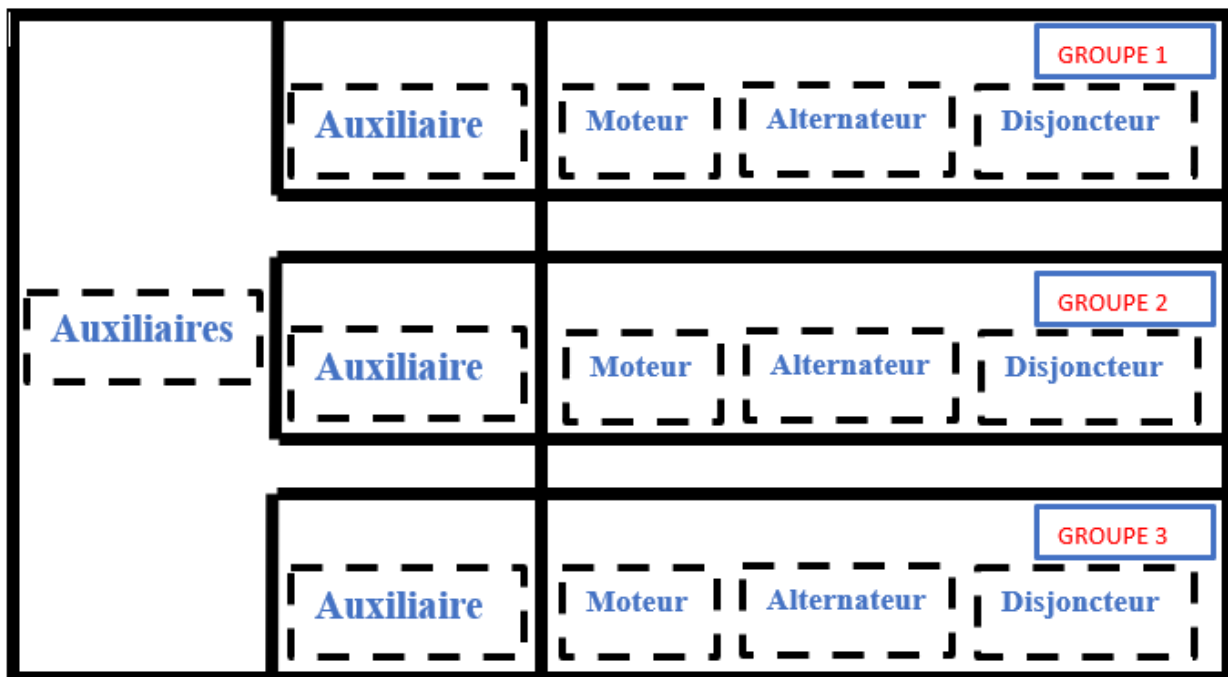 GROUPE 1
Auxiliaire Moteur Alternateur Disjoncteur
GROUPE 2
Auxiliaires
Auxiliaire Moteur Alternateur Disjoncteur
GROUPE 3
Auxiliaire Moteur Alternateur Disjoncteur